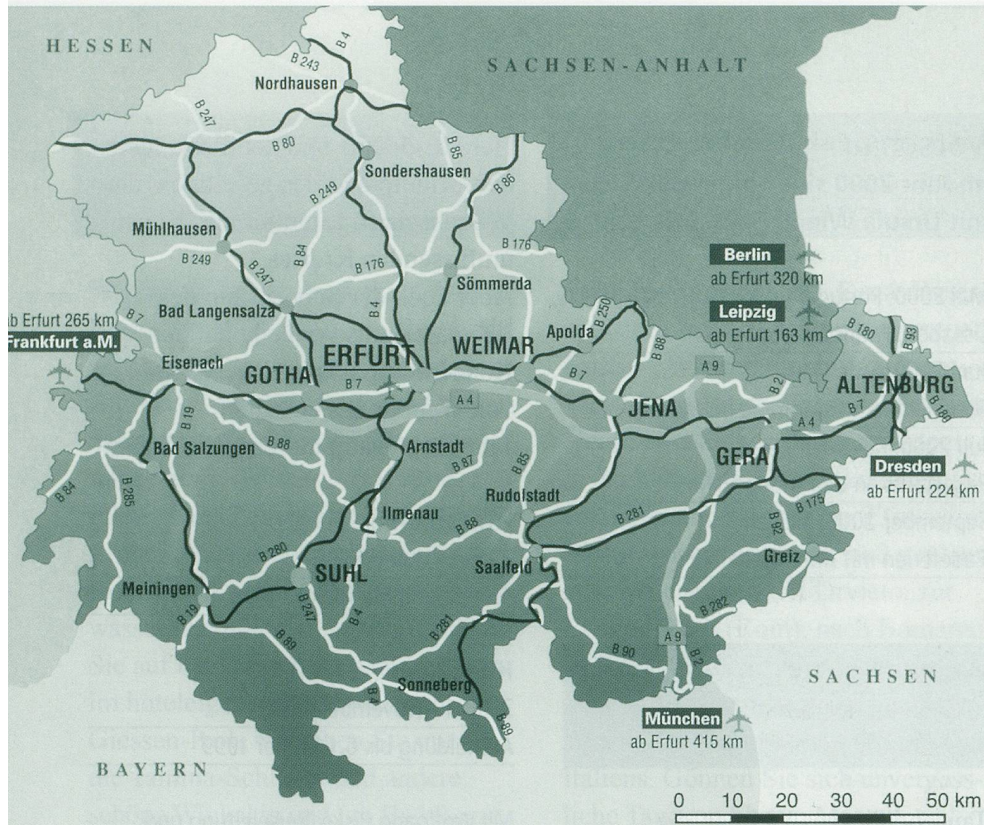 HESSEN
SACHSEN-ANHALT
B 4
B 243
Nordhausen
B 247
B 80
B 85
Sondershausen
B 86
B 249
Mühlhausen
B 249
B 247
B 84
B 176
B 176
Sömmerda
Berlin
ab Erfurt 320 km
Bad Langensalza
B 4
B 7
ab Erfurt 265 km
Frankfurt a.M.
Leipzig
ab Erfurt 163 km
B 250
Apolda
B 88
B 180
B 93
Eisenach
GOTHA
ERFURT
WEIMAR
B 7
B 7
A 9
B 2
ALTENBURG
A 4
JENA
A 4
B 7
B 180
B 19
B 88
Bad Salzungen
Arnstadt
GERA
B 84
B 285
B 87
B 85
Dresden
ab Erfurt 224 km
Rudolstadt
Ilmenau
B 281
B 175
B 92
B 88
B 280
Saalfeld
Greiz
SUHL
Meiningen
B 19
B 247
B 4
B 281
B 282
B 89
A 9
B 90
B 2
SACHSEN
Sonneberg
B 4
B 89
München
ab Erfurt 415 km
BAYERN
0 10 20 30 40 50 km